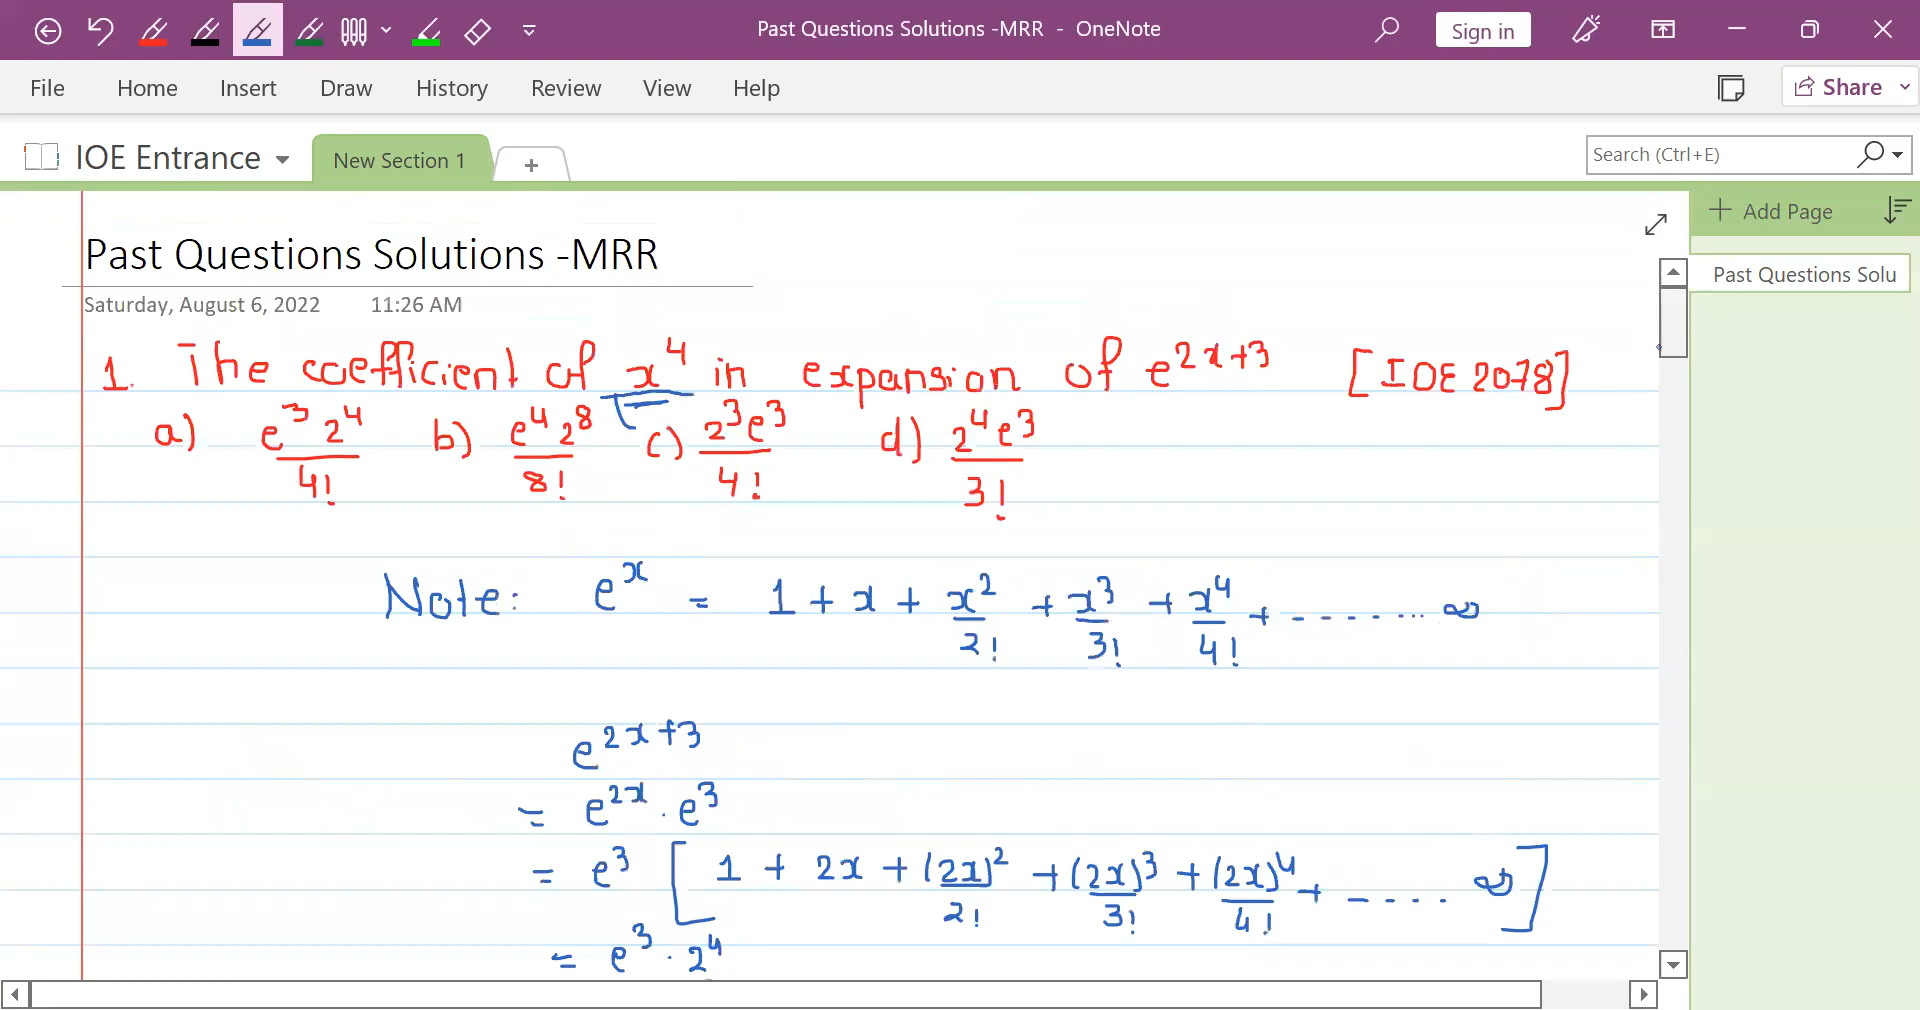 Past Questions Solutions -MRR - OneNote
Sign in
File Home Insert Draw History Review View Help
Share
IOE Entrance
New Section 1
+
Search (Ctrl+E)
Add Page
Past Questions Solu
Past Questions Solutions -MRR
Saturday, August 6, 2022 11:26 AM
1. The coefficient of x^4 in expansion of e^{2x+3} [IOE 2078]
a) e^3 2^4 / 4! b) e^4 2^8 / 8! c) 2^3 e^3 / 4! d) 2^4 e^3 / 3!
Note: e^x = 1 + x + x^2/2! + x^3/3! + x^4/4! + ........ ∞
e^{2x+3}
= e^{2x} . e^3
= e^3 [ 1 + 2x + (2x)^2/2! + (2x)^3/3! + (2x)^4/4! + ..... ∞ ]
= e^3 . 2^4